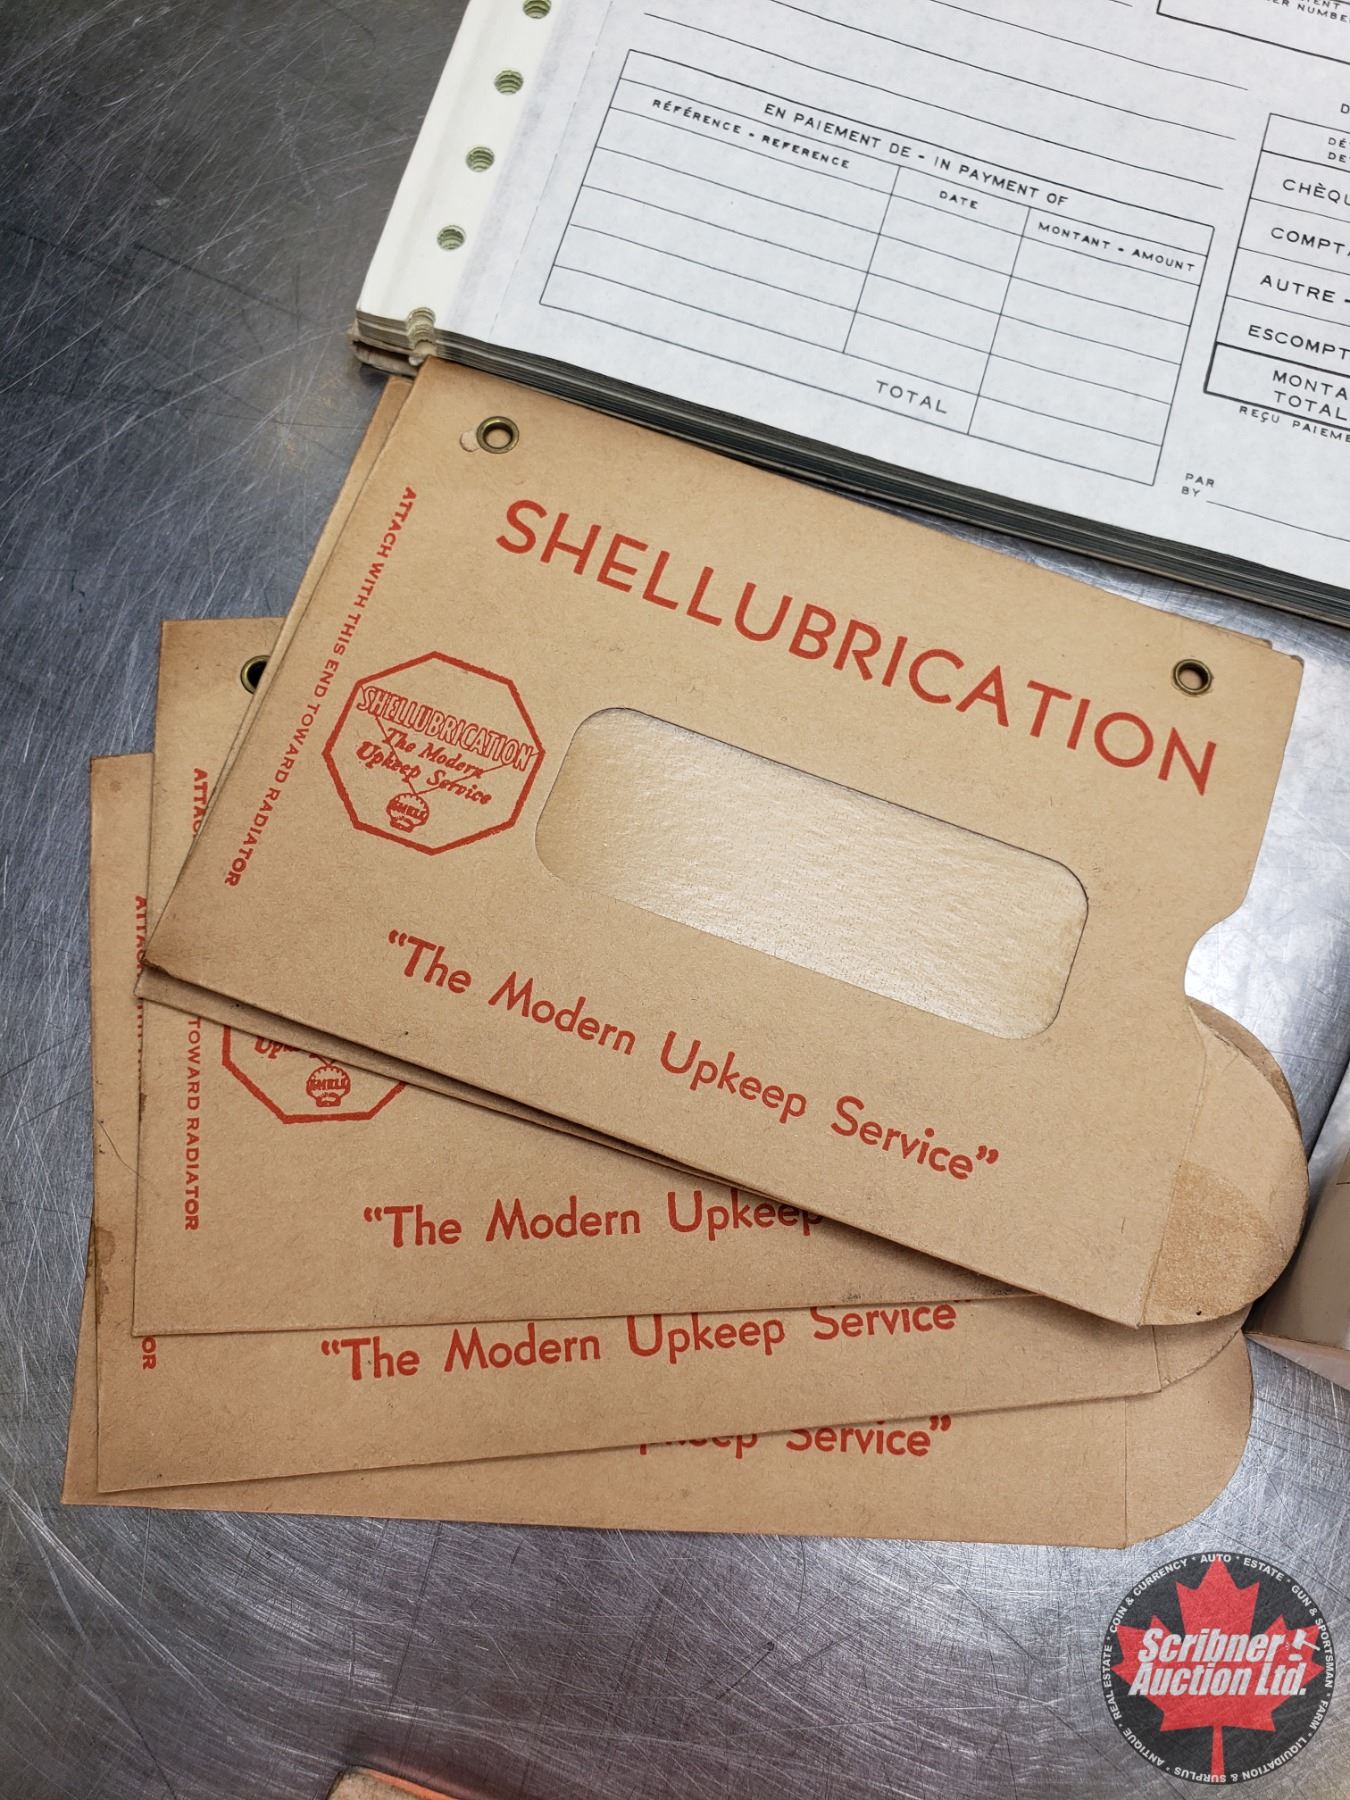 EN PAIEMENT DE - IN PAYMENT OF
RÉFÉRENCE - REFERENCE
DATE
MONTANT - AMOUNT
TOTAL
CHÈQU
COMPTA
AUTRE -
ESCOMPT
MONTA
TOTAL
REÇU PAIEME
PAR
BY
SHELLUBRICATION
ATTACH WITH THIS END TOWARD RADIATOR
SHELLUBRICATION
The Modern
Upkeep Service
SHELL
"The Modern Upkeep Service"
TOWARD RADIATOR
SHELL
"The Modern Upkeep
OR
"The Modern Upkeep Service"
Service"
Scribner
Auction Ltd.
REAL ESTATE * COIN & CURRENCY * AUTO * ESTATE * GUN & SPORTSMAN * FARM * LIQUIDATION & SURPLUS * ANTIQUE *